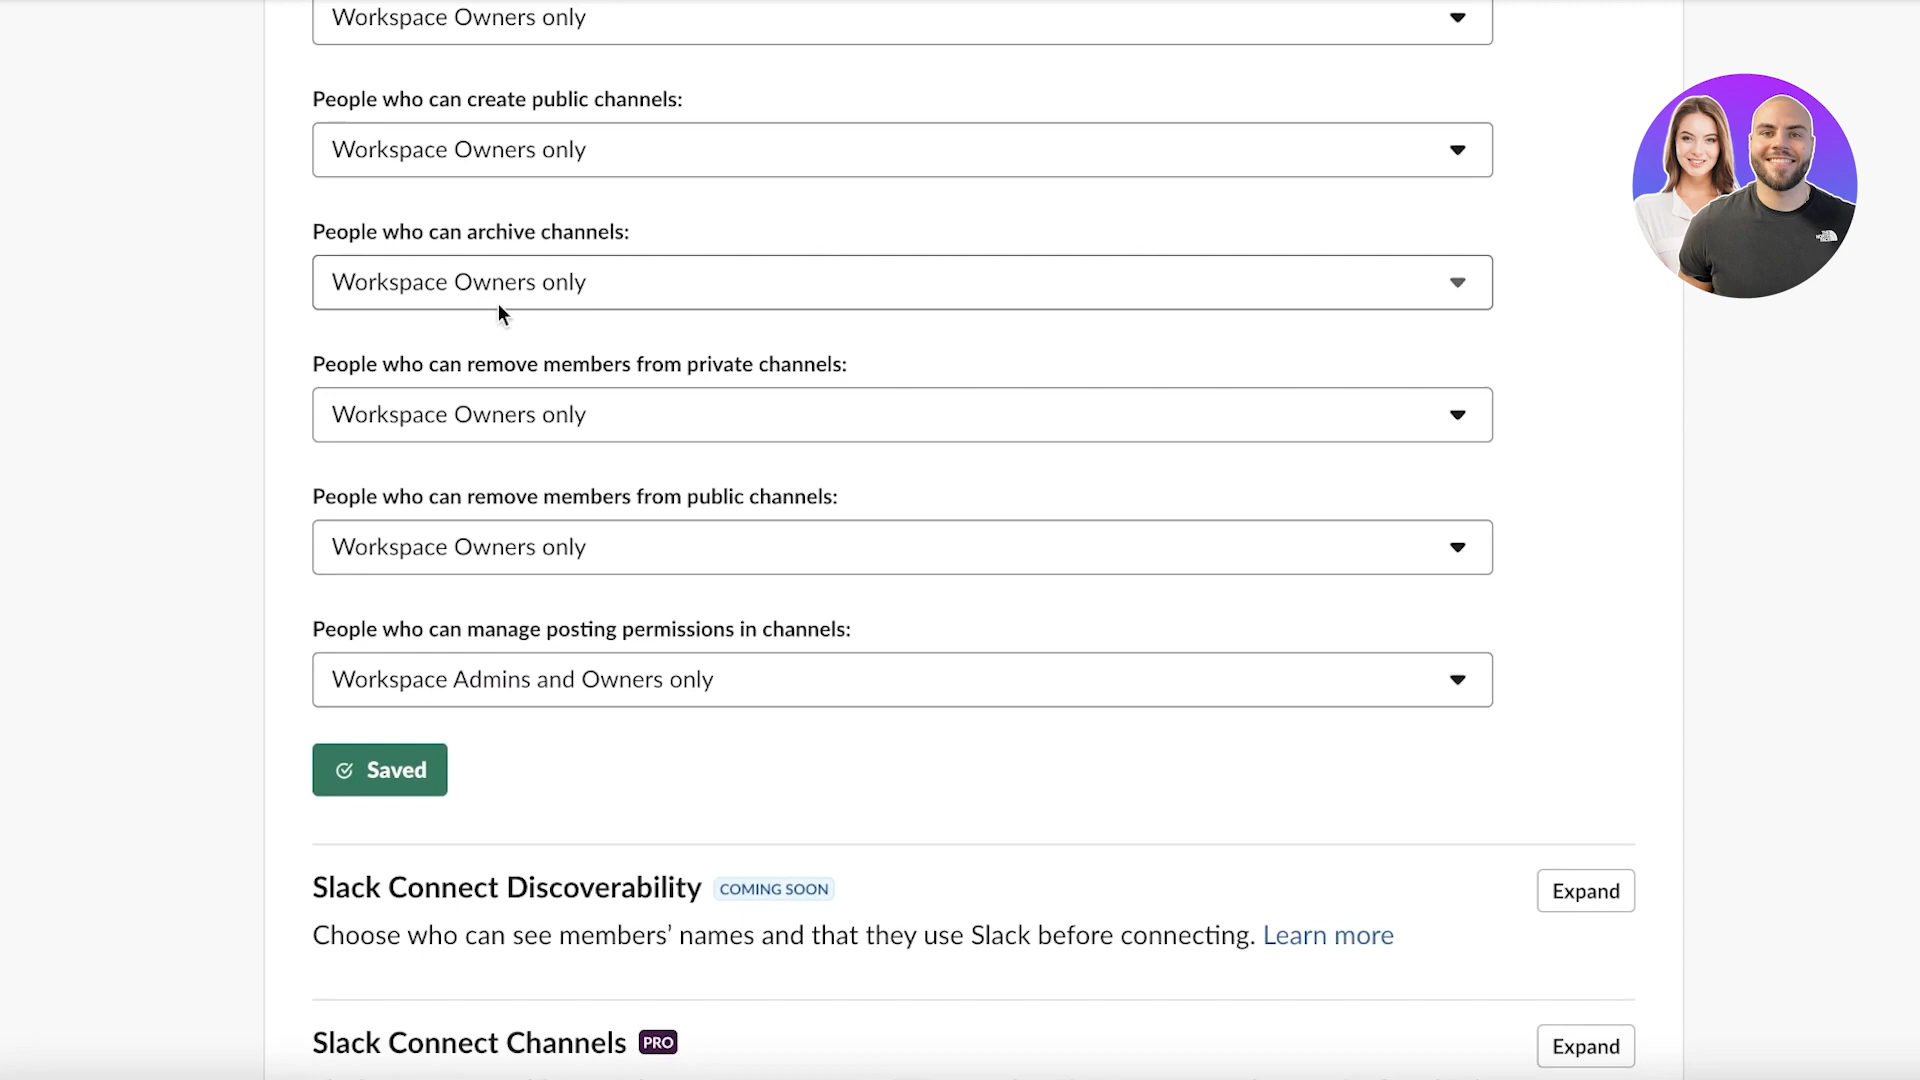 Workspace Owners only
People who can create public channels:
Workspace Owners only
People who can archive channels:
Workspace Owners only
People who can remove members from private channels:
Workspace Owners only
People who can remove members from public channels:
Workspace Owners only
People who can manage posting permissions in channels:
Workspace Admins and Owners only
Saved
Slack Connect Discoverability COMING SOON
Expand
Choose who can see members’ names and that they use Slack before connecting. Learn more
Slack Connect Channels PRO
Expand